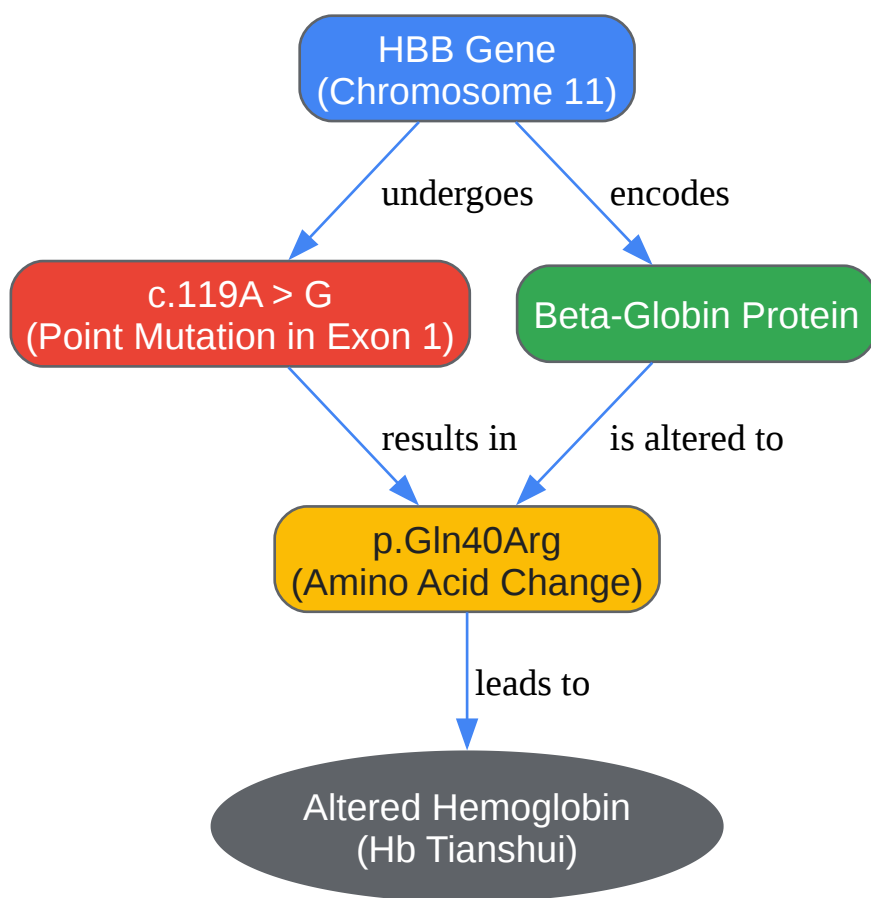 HBB Gene
(Chromosome 11)
undergoes
encodes
c.119A > G
(Point Mutation in Exon 1)
Beta-Globin Protein
results in
is altered to
p.Gln40Arg
(Amino Acid Change)
leads to
Altered Hemoglobin
(Hb Tianshui)